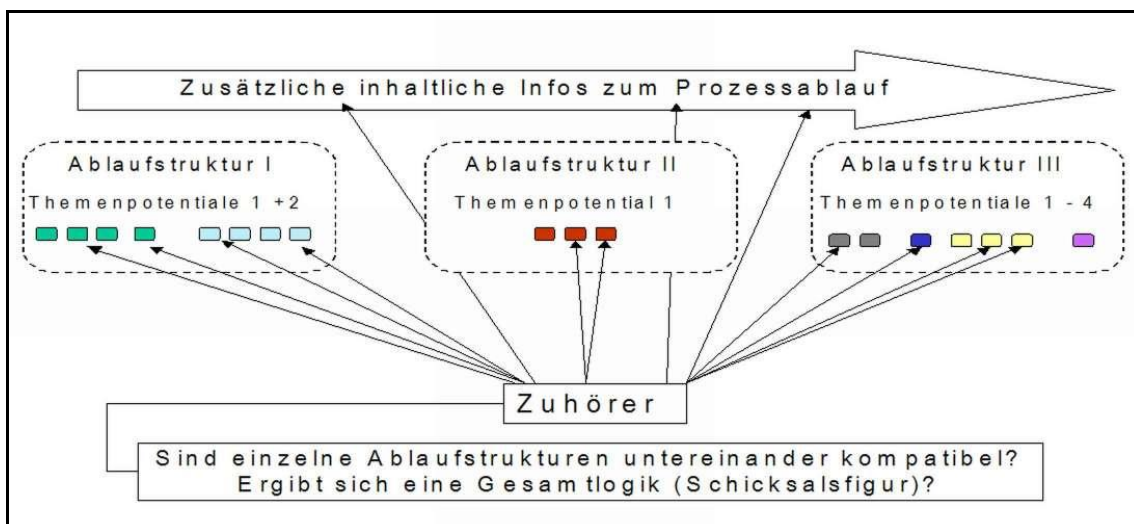 Zusätzliche inhaltliche Infos zum Prozessablauf
Ablaufstruktur I
Themenpotentiale 1 +2
Ablaufstruktur II
Themenpotential 1
Ablaufstruktur III
Themenpotentiale 1 - 4
Zuhörer
Sind einzelne Ablaufstrukturen untereinander kompatibel?
Ergibt sich eine Gesamtlogik (Schicksalsfigur)?